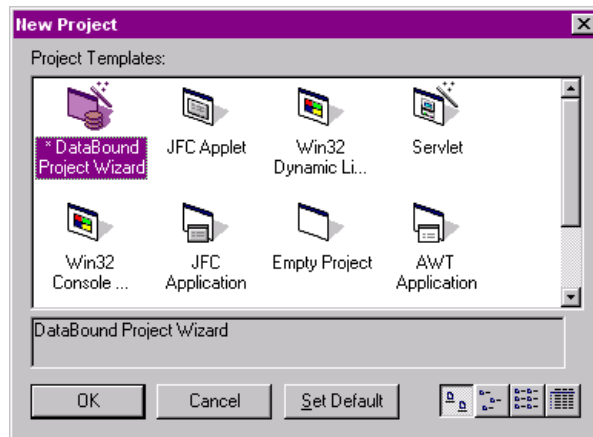 New Project
Project Templates:
* DataBound
Project Wizard
JFC Applet
Win32
Dynamic Li...
Servlet
Win32
Console ...
JFC
Application
Empty Project
AWT
Application
DataBound Project Wizard
OK
Cancel
Set Default